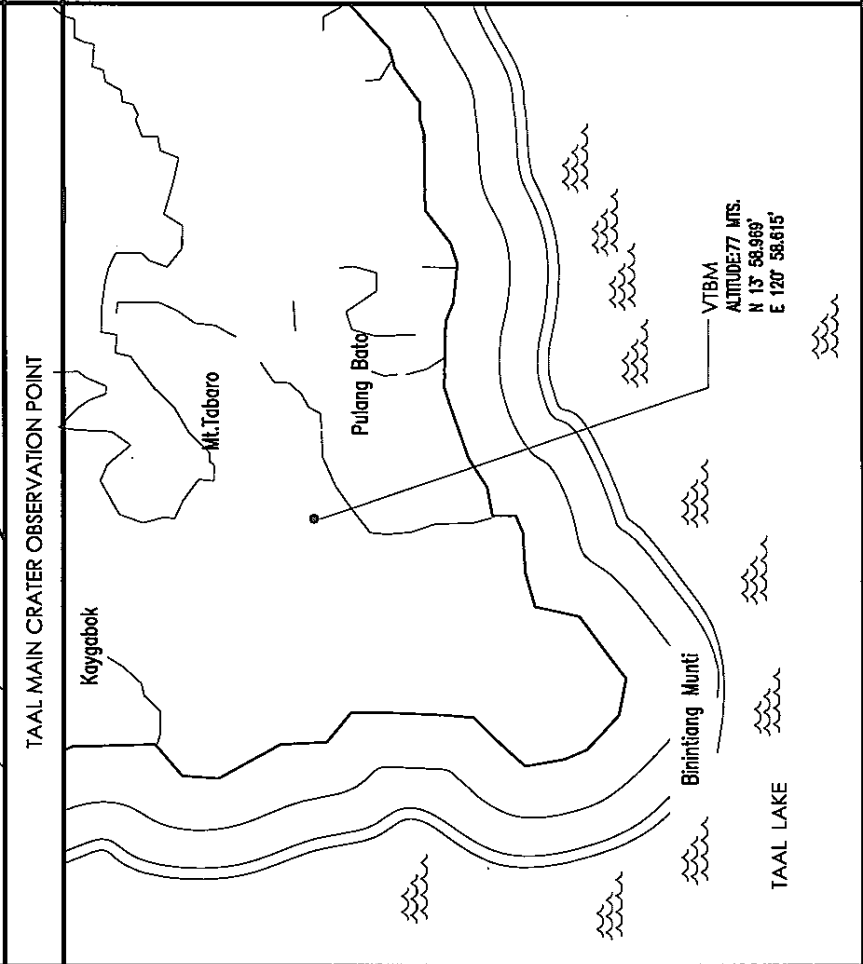 TAAL MAIN CRATER OBSERVATION POINT
Kaygabok
Mt.Tabaro
Pulang Bato
Binintiang Munti
VTBM
ALTITUDE:77 MTS.
N 13° 58.969'
E 120° 58.615'
TAAL LAKE